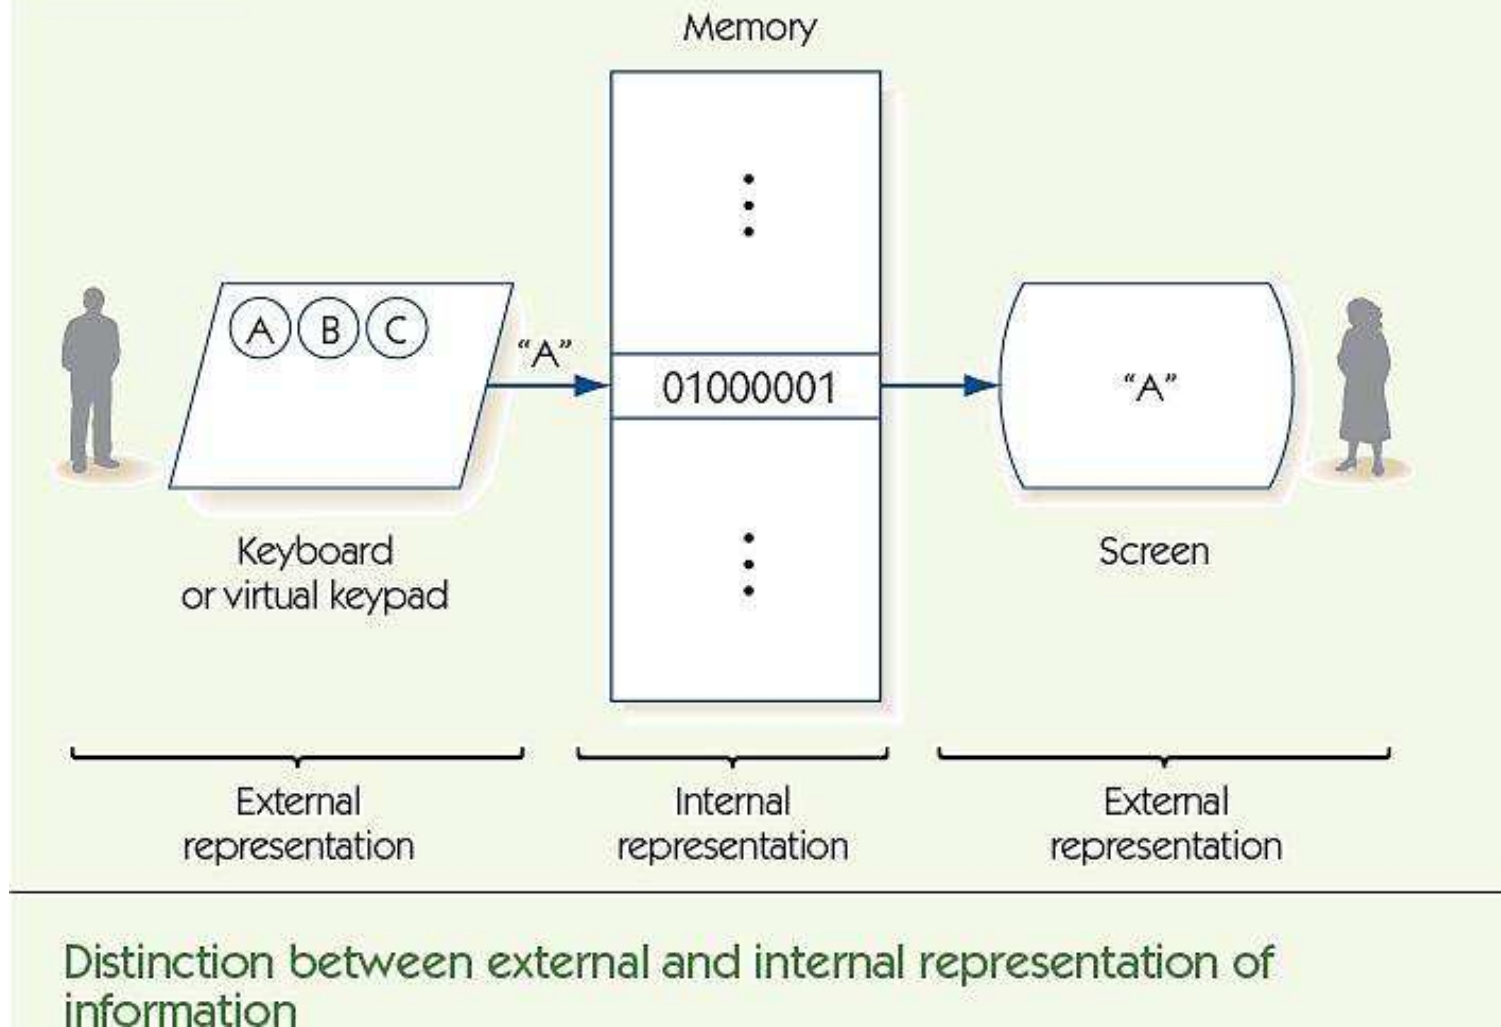 Memory
A B C
“A”
01000001
“A”
Keyboard
or virtual keypad
Screen
External
representation
Internal
representation
External
representation
Distinction between external and internal representation of
information